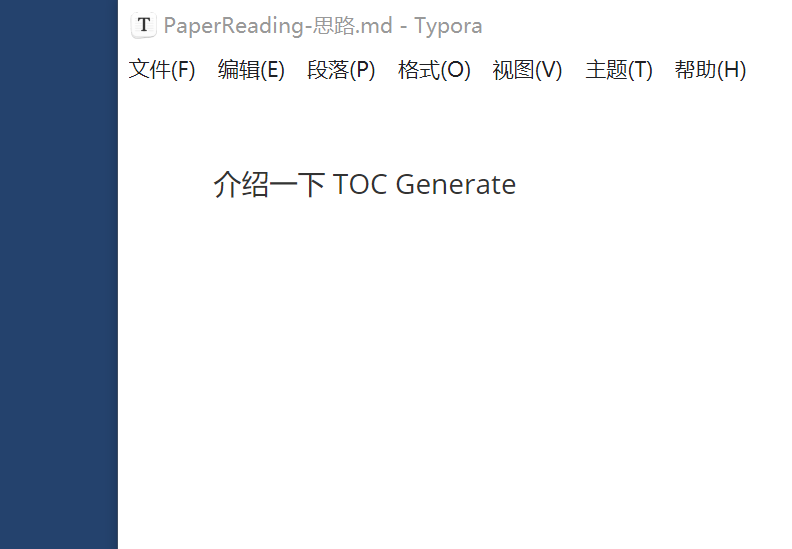 T PaperReading-思路.md - Typora
文件(F) 编辑(E) 段落(P) 格式(O) 视图(V) 主题(T) 帮助(H)
介绍一下 TOC Generate